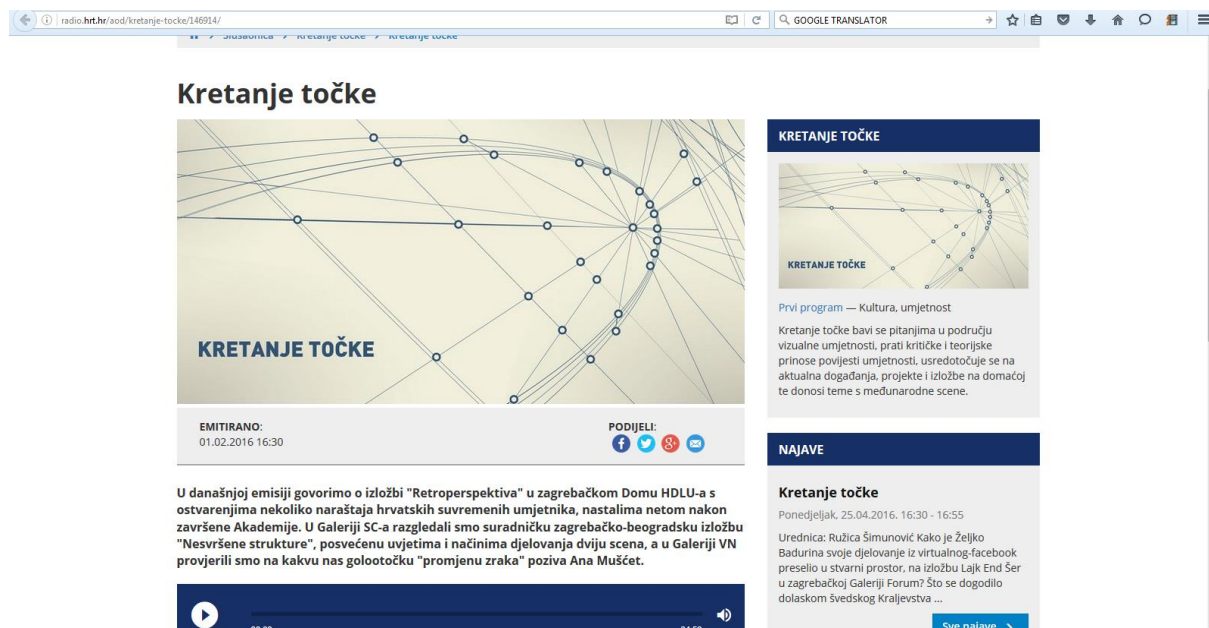 radio.hrt.hr/aod/kretanje-tocke/146914/
GOOGLE TRANSLATOR
Slušaonica > Kretanje točke > Kretanje točke
Kretanje točke
KRETANJE TOČKE
EMITIRANO:
01.02.2016 16:30
PODIJELI:
U današnjoj emisiji govorimo o izložbi "Retroperspektiva" u zagrebačkom Domu HDLU-a s
ostvarenjima nekoliko naraštaja hrvatskih suvremenih umjetnika, nastalima netom nakon
završene Akademije. U Galeriji SC-a razgledali smo suradničku zagrebačko-beogradsku izložbu
"Nesvršene strukture", posvećenu uvjetima i načinima djelovanja dviju scena, a u Galeriji VN
provjerili smo na kakvu nas golootočku "promjenu zraka" poziva Ana Mušćet.
KRETANJE TOČKE
KRETANJE TOČKE
Prvi program — Kultura, umjetnost
Kretanje točke bavi se pitanjima u području
vizualne umjetnosti, prati kritičke i teorijske
prinose povijesti umjetnosti, usredotočuje se na
aktualna događanja, projekte i izložbe na domaćoj
te donosi teme s međunarodne scene.
NAJAVE
Kretanje točke
Ponedjeljak, 25.04.2016. 16:30 - 16:55
Urednica: Ružica Šimunović Kako je Željko
Badurina svoje djelovanje iz virtualnog-facebook
preselio u stvarni prostor, na izložbu Lajk End Šer
u zagrebačkoj Galeriji Forum? Što se dogodilo
dolaskom švedskog Kraljevstva ...
Sve najave >